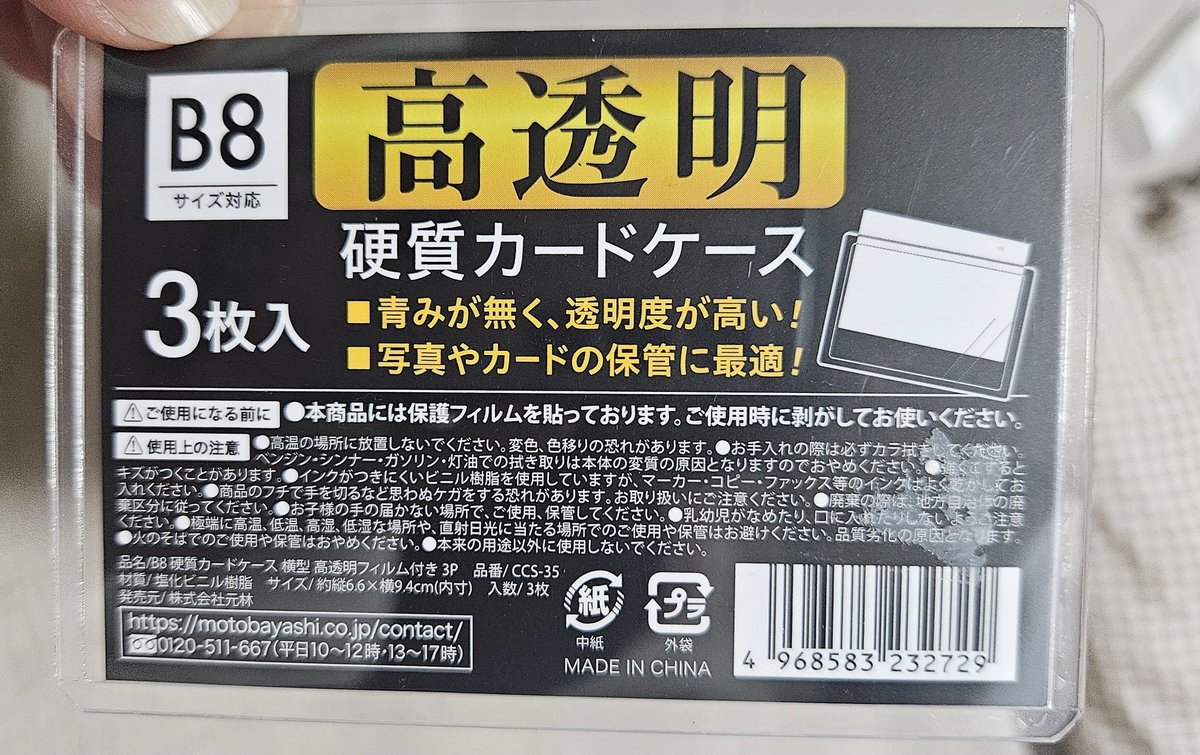 B8
サイズ対応
高透明
硬質カードケース
3枚入
■青みが無く、透明度が高い!
■写真やカードの保管に最適!
⚠ご使用になる前に ●本商品には保護フィルムを貼っております。ご使用時に剥がしてお使いください。
⚠使用上の注意 ●高温の場所に放置しないでください。変色、色移りの恐れがあります。●お手入れの際は必ずカラ拭きしてください。
ベンジン・シンナー・ガソリン・灯油での拭き取りは本体の変質の原因となりますのでおやめください。●強くこすると
キズがつくことがあります。●インクがつきにくいビニル樹脂を使用していますが、マーカー・コピー・ファックス等のインクはよく乾かしてお
入れください。●商品のフチで手を切るなど思わぬケガをする恐れがあります。お取り扱いにご注意ください。●廃棄の際は、地方自治体の廃
棄区分に従ってください。●お子様の手の届かない場所で、ご使用、保管してください。●乳幼児がなめたり、口に入れたりしないようご注意
ください。●極端に高温、低温、高湿、低湿な場所や、直射日光に当たる場所でのご使用や保管はお避けください。品質劣化の原因となります。
●火のそばでのご使用や保管はおやめください。●本来の用途以外に使用しないでください。
品名/B8 硬質カードケース 横型 高透明フィルム付き 3P 品番/CCS-35
材質/塩化ビニル樹脂 サイズ/約縦6.6×横9.4cm(内寸) 入数/3枚
発売元/株式会社元林
https://motobayashi.co.jp/contact/
0120-511-667(平日10〜12時・13〜17時)
紙
中紙
プラ
外袋
MADE IN CHINA
4 968583 232729